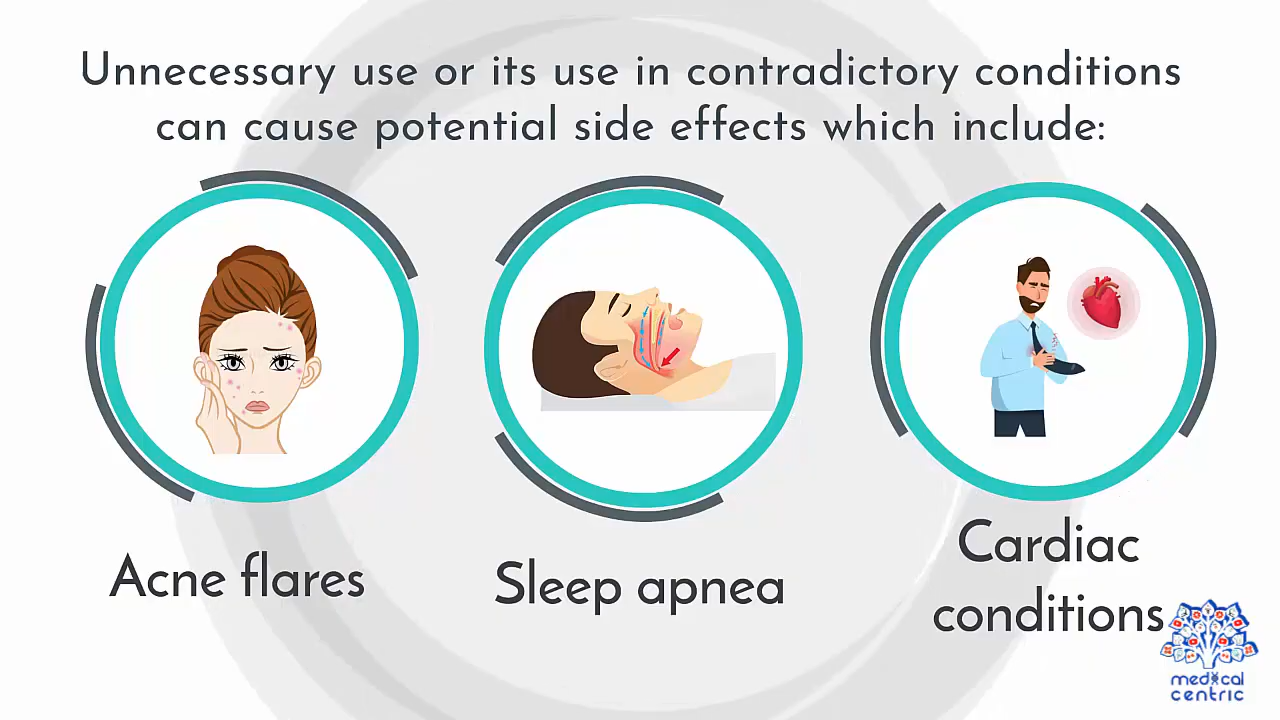 Unnecessary use or its use in contradictory conditions
can cause potential side effects which include:
Acne flares
Sleep apnea
Cardiac
conditions
medical
centric